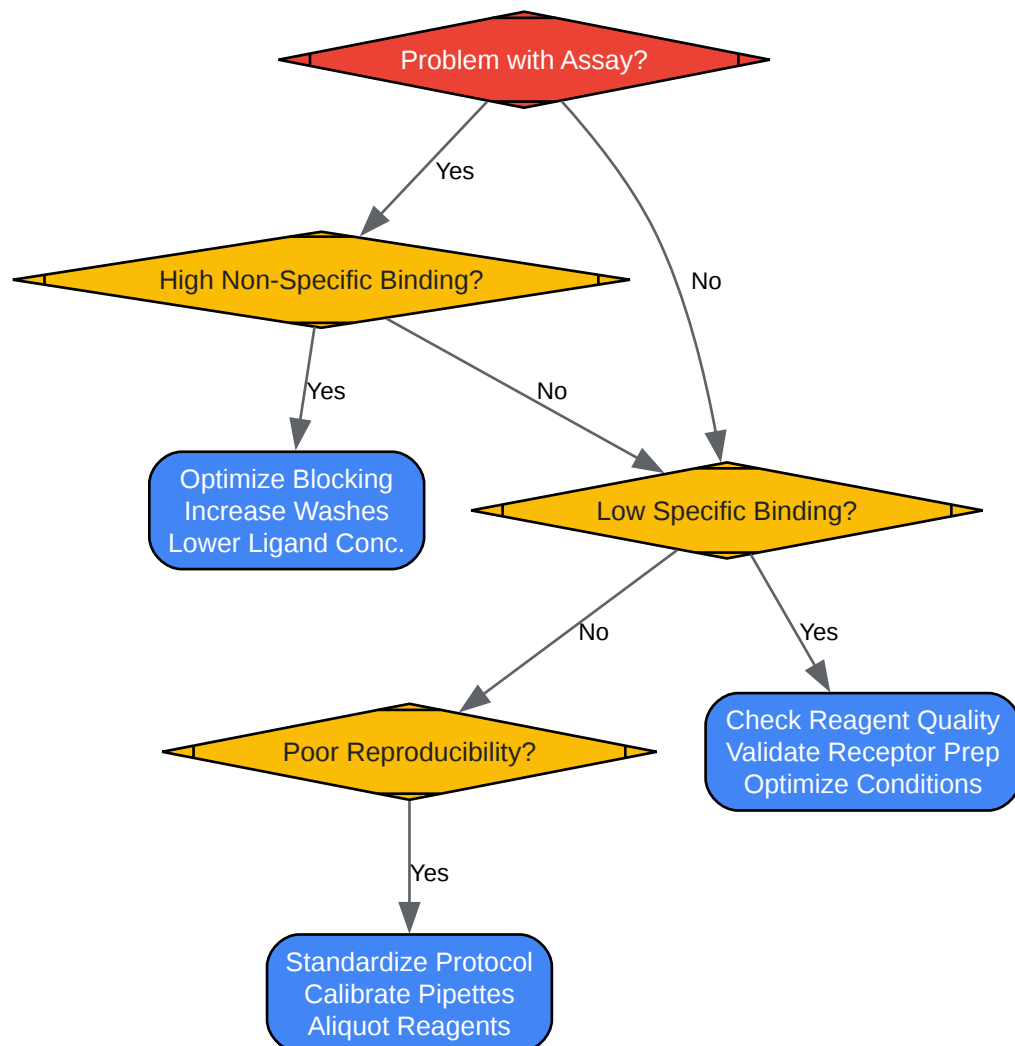 Problem with Assay?
Yes
No
High Non-Specific Binding?
Yes
No
Optimize Blocking
Increase Washes
Lower Ligand Conc.
Low Specific Binding?
No
Yes
Poor Reproducibility?
Check Reagent Quality
Validate Receptor Prep
Optimize Conditions
Yes
Standardize Protocol
Calibrate Pipettes
Aliquot Reagents